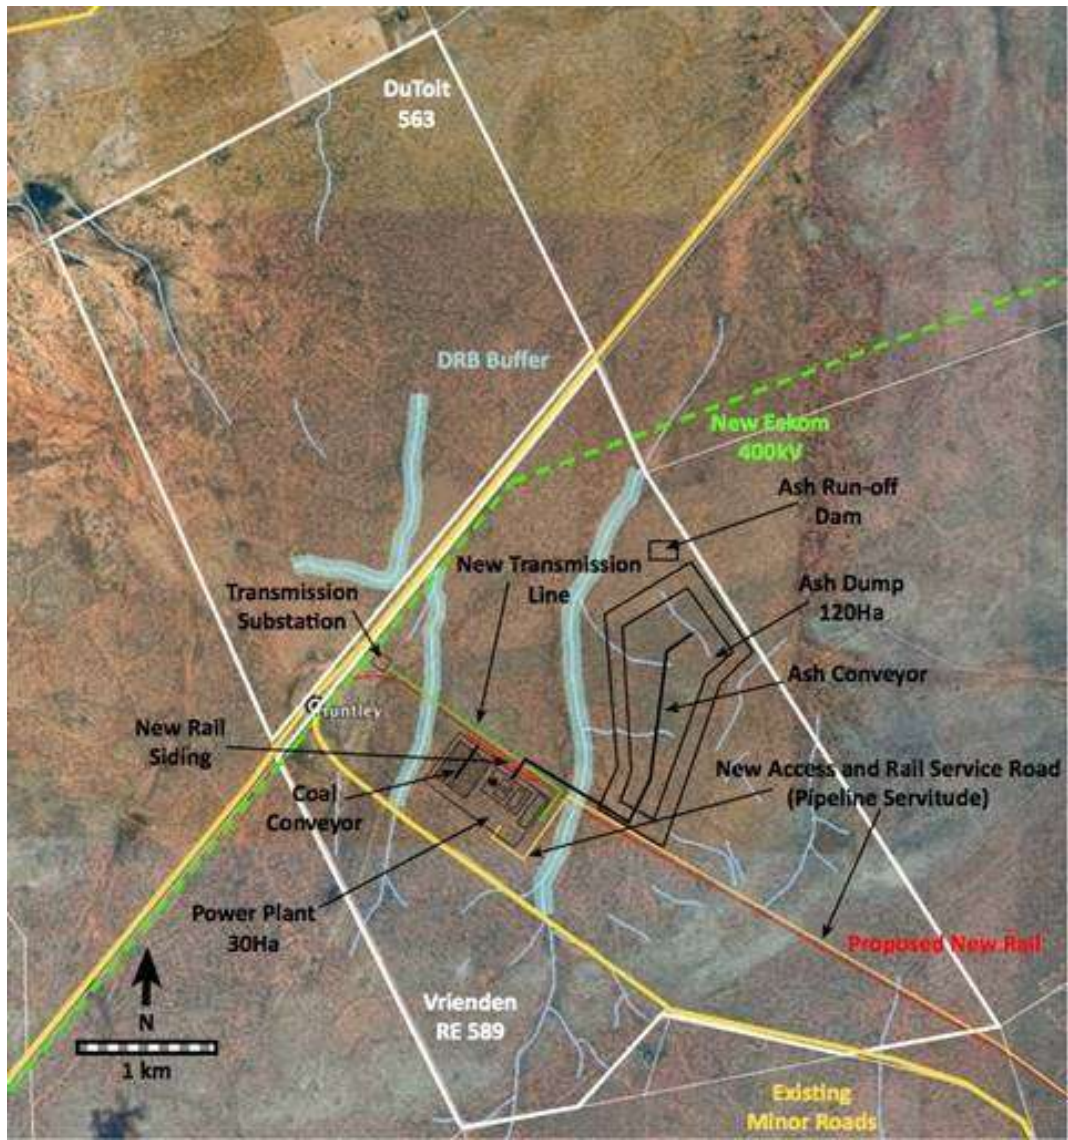 DuToit
563
DRB Buffer
New Eskom
400kV
Ash Run-off
Dam
New Transmission
Line
Transmission
Substation
Ash Dump
120Ha
Ash Conveyor
Huntley
New Rail
Siding
New Access and Rail Service Road
(Pipeline Servitude)
Coal
Conveyor
Power Plant
30Ha
Proposed New Rail
Vrienden
RE 589
N
1 km
Existing
Minor Roads